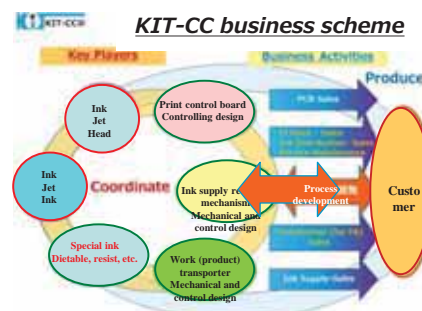 KIT-CC
KIT-CC business scheme
Key Players
Business Activities
Produce
Ink
Jet
Head
Print control board
Controlling design
PCB Sales
Ink
Jet
Ink
Coordinate
Ink supply
mechanism
Mechanical and
control design
Process
development
Custo
mer
Special ink
Dietable, resist, etc.
Work (product)
transporter
Mechanical and
control design
Ink Supply Sales